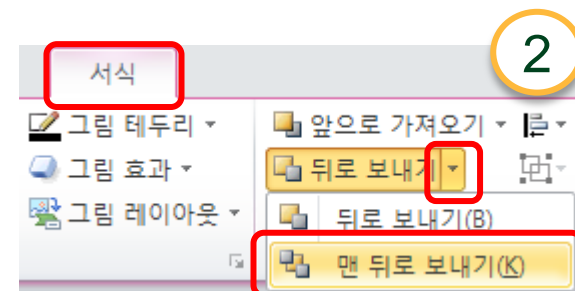 서식
2
그림 테두리
앞으로 가져오기
그림 효과
뒤로 보내기
그림 레이아웃
뒤로 보내기(B)
맨 뒤로 보내기(K)